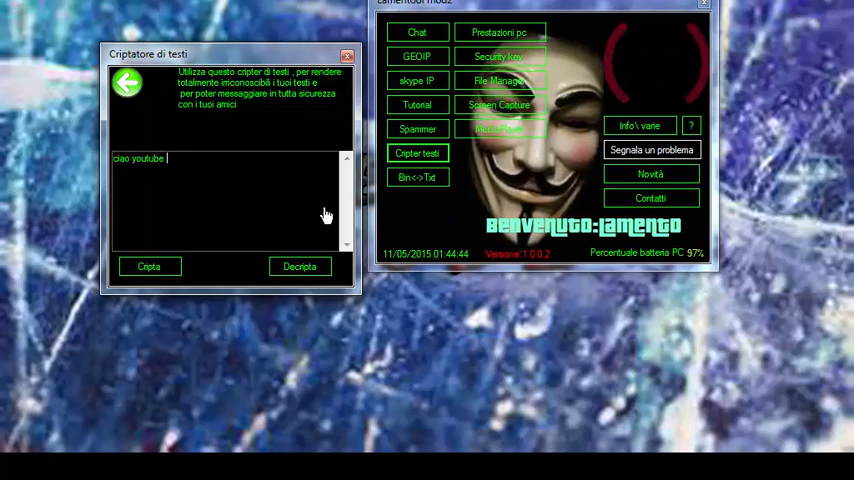 Lamentool modz
Criptatore di testi
Utilizza questo cripter di testi , per rendere
totalmente irriconoscibili i tuoi testi e
per poter messaggiare in tutta sicurezza
con i tuoi amici
ciao youtube
Cripta
Decripta
Chat
Prestazioni pc
GEOIP
Security key
skype IP
File Manager
Tutorial
Screen Capture
Spammer
MediaPlayer
Cripter testi
Bin<->Txt
Info\ varie
?
Segnala un problema
Novità
Contatti
Benvenuto:lamento
11/05/2015 01:44:44
Versione:1.0.0.2
Percentuale batteria PC 97%